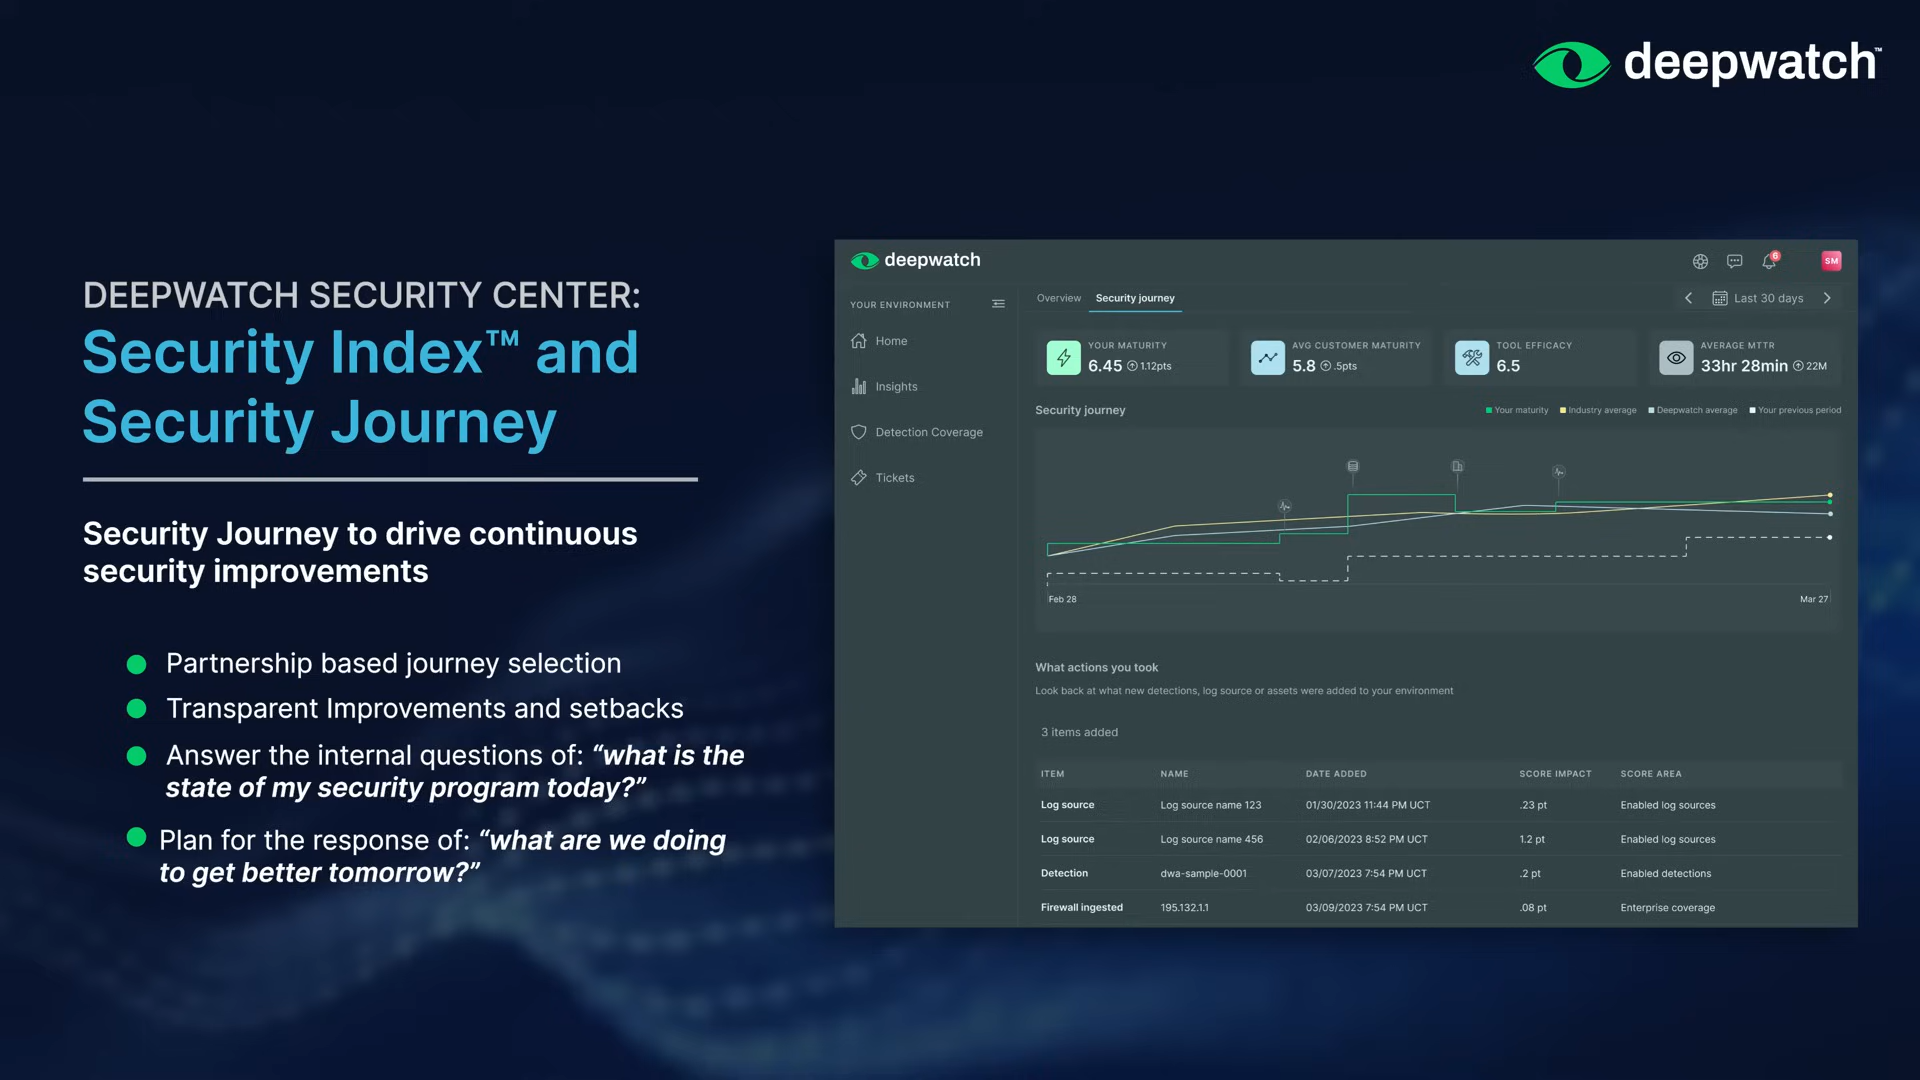 deepwatch™
DEEPWATCH SECURITY CENTER:
Security Index™ and
Security Journey
Security Journey to drive continuous
security improvements
Partnership based journey selection
Transparent Improvements and setbacks
Answer the internal questions of: “what is the
state of my security program today?”
Plan for the response of: “what are we doing
to get better tomorrow?”
deepwatch
6
SM
YOUR ENVIRONMENT
Home
Insights
Detection Coverage
Tickets
Overview Security journey
Last 30 days
YOUR MATURITY
6.45 1.12pts
AVG CUSTOMER MATURITY
5.8 .5pts
TOOL EFFICACY
6.5
AVERAGE MTTR
33hr 28min 22M
Security journey
Your maturity Industry average Deepwatch average Your previous period
Feb 28 Mar 27
What actions you took
Look back at what new detections, log source or assets were added to your environment
3 items added
ITEM NAME DATE ADDED SCORE IMPACT SCORE AREA
Log source Log source name 123 01/30/2023 11:44 PM UCT .23 pt Enabled log sources
Log source Log source name 456 02/06/2023 8:52 PM UCT 1.2 pt Enabled log sources
Detection dwa-sample-0001 03/07/2023 7:54 PM UCT .2 pt Enabled detections
Firewall ingested 195.132.1.1 03/09/2023 7:54 PM UCT .08 pt Enterprise coverage